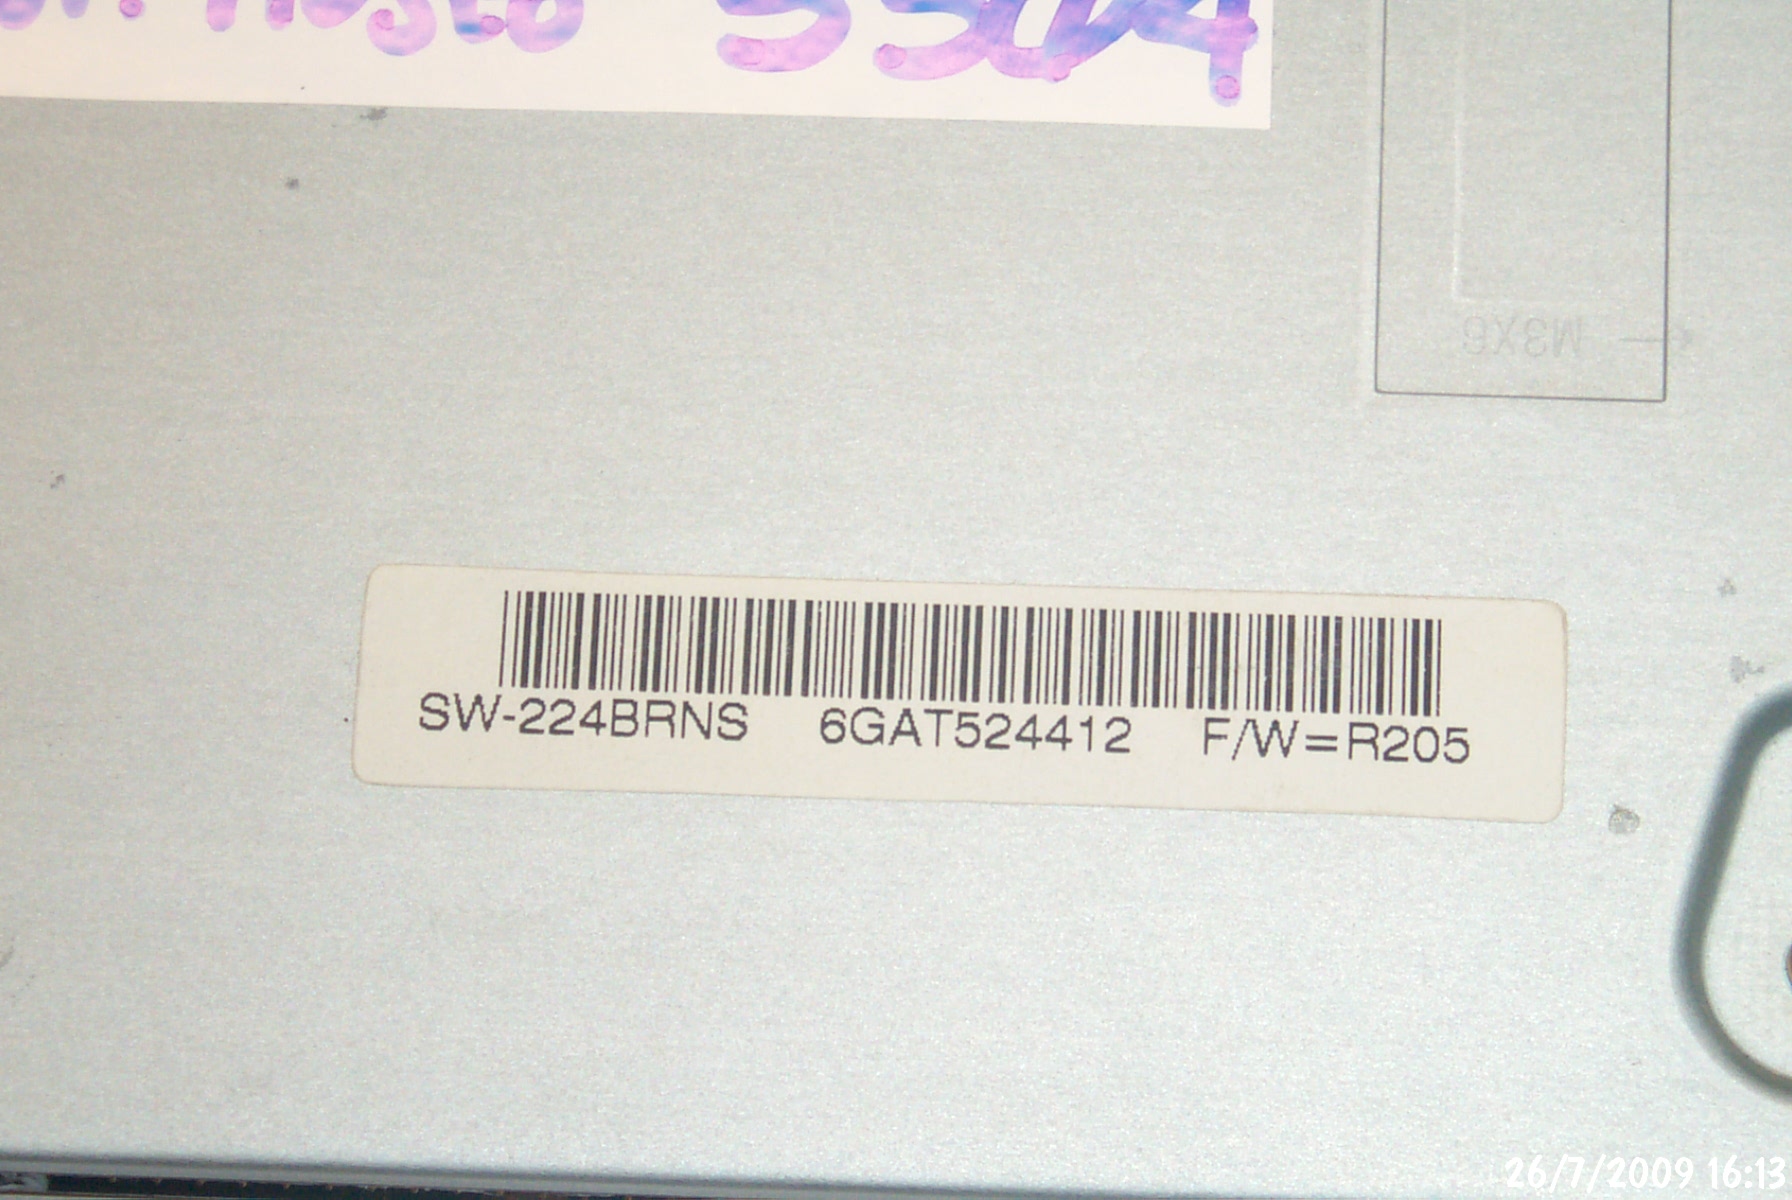 M3X6
SW-224BRNS 6GAT524412 F/W=R205
26/7/2009 16:13